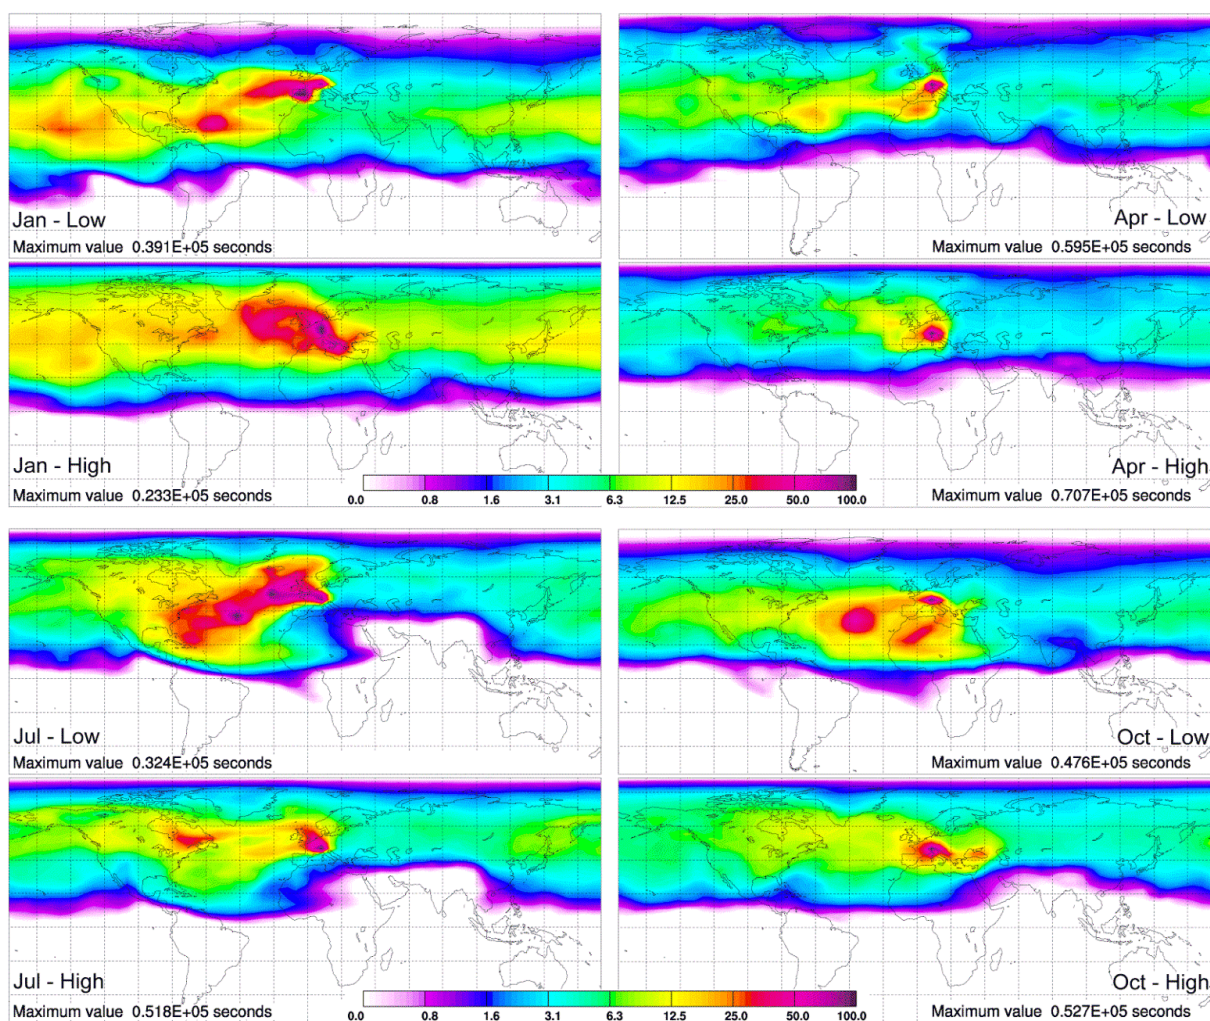 Jan - Low
Maximum value 0.391E+05 seconds
Apr - Low
Maximum value 0.595E+05 seconds
Jan - High
Maximum value 0.233E+05 seconds
Apr - High
Maximum value 0.707E+05 seconds
0.0 0.8 1.6 3.1 6.3 12.5 25.0 50.0 100.0
Jul - Low
Maximum value 0.324E+05 seconds
Oct - Low
Maximum value 0.476E+05 seconds
Jul - High
Maximum value 0.518E+05 seconds
Oct - High
Maximum value 0.527E+05 seconds
0.0 0.8 1.6 3.1 6.3 12.5 25.0 50.0 100.0